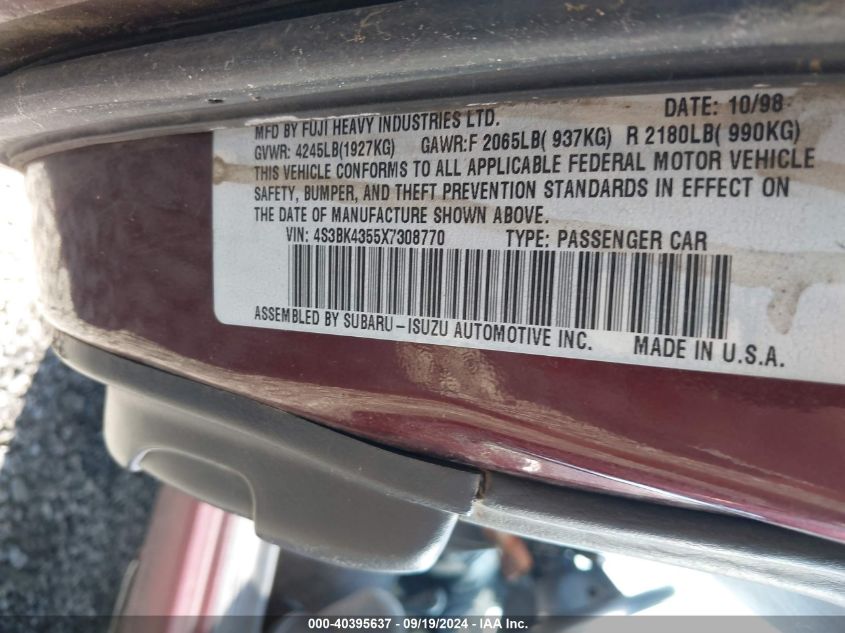 DATE: 10/98
MFD BY FUJI HEAVY INDUSTRIES LTD.
GVWR: 4245LB(1927KG) GAWR:F 2065LB( 937KG) R 2180LB( 990KG)
THIS VEHICLE CONFORMS TO ALL APPLICABLE FEDERAL MOTOR VEHICLE
SAFETY, BUMPER, AND THEFT PREVENTION STANDARDS IN EFFECT ON
THE DATE OF MANUFACTURE SHOWN ABOVE.
VIN: 4S3BK4355X7308770 TYPE: PASSENGER CAR
ASSEMBLED BY SUBARU-ISUZU AUTOMOTIVE INC. MADE IN U.S.A.
000-40395637 - 09/19/2024 - IAA Inc.